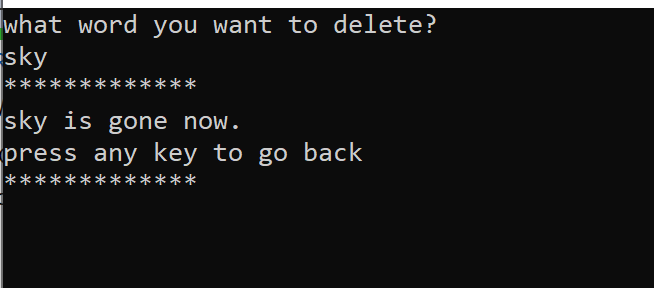 what word you want to delete?
sky
*************
sky is gone now.
press any key to go back
*************